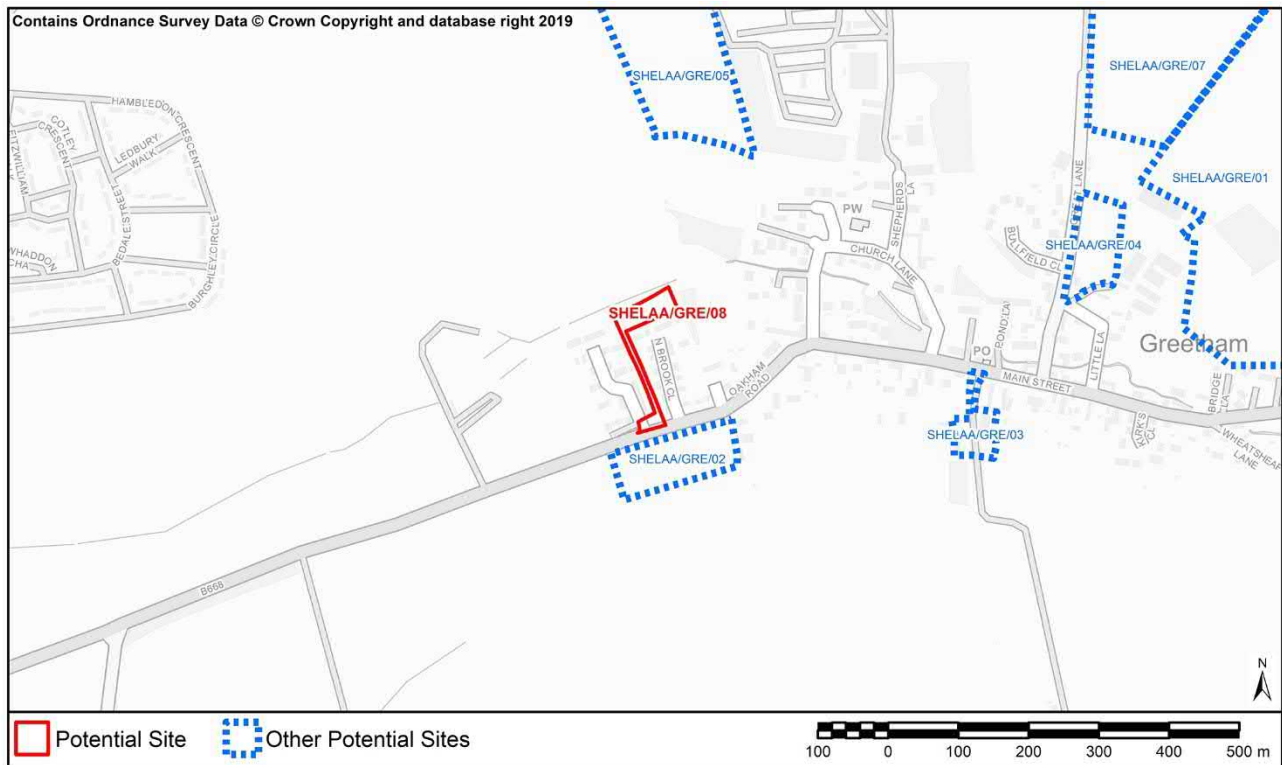 Contains Ordnance Survey Data © Crown Copyright and database right 2019
SHELAA/GRE/05
SHELAA/GRE/07
HAMBLEDON CRESCENT
COTLEY
CRESCENT
LEDBURY
WALK
FITZWILLIAM
BEDALE STREET
WHADDON
BURGHLEY CIRCLE
SHELAA/GRE/01
SHEPHERDS
LA
PW
CHURCH LANE
BULLFIELD CL
LANE
SHELAA/GRE/04
SHELAA/GRE/08
N BROOK CL
OAKHAM
ROAD
PO
POND LA
MAIN STREET
LITTLE LA
Greetham
BRIDGE
LA
KIRK'S
CL
LANE
SHELAA/GRE/02
SHELAA/GRE/03
B668
N
Potential Site
Other Potential Sites
100 0 100 200 300 400 500 m